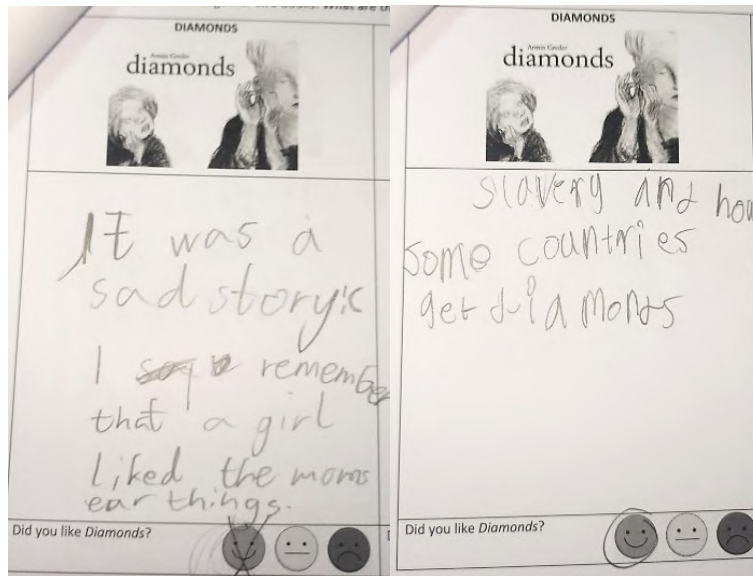 DIAMONDS
Armin Greder
diamonds
It was a
sad story :(
I remember
that a girl
liked the moms
ear things.
Did you like Diamonds?
DIAMONDS
Armin Greder
diamonds
slavery and how
some countries
get diamonds
Did you like Diamonds?